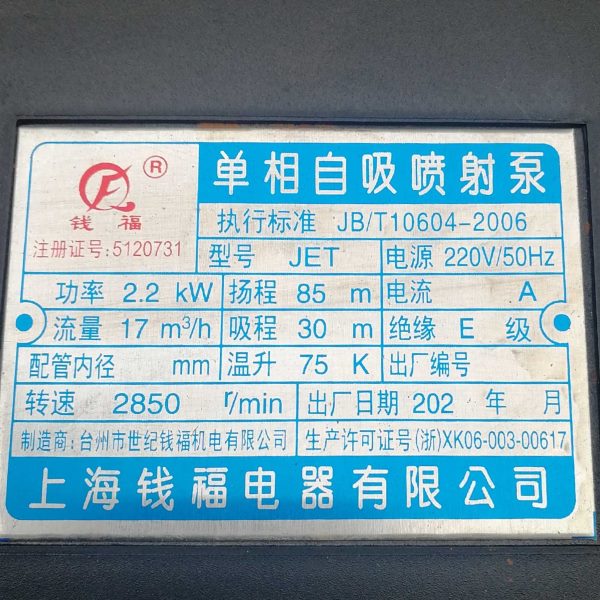 ® 单相自吸喷射泵
钱福
注册证号:5120731
执行标准 JB/T10604-2006
型号 JET 电源 220V/50Hz
功率 2.2 kW 扬程 85 m 电流 A
流量 17 m³/h 吸程 30 m 绝缘 E 级
配管内径 mm 温升 75 K 出厂编号
转速 2850 r/min 出厂日期 202 年 月
制造商:台州市世纪钱福机电有限公司 生产许可证号(浙)XK06-003-00617
上海钱福电器有限公司